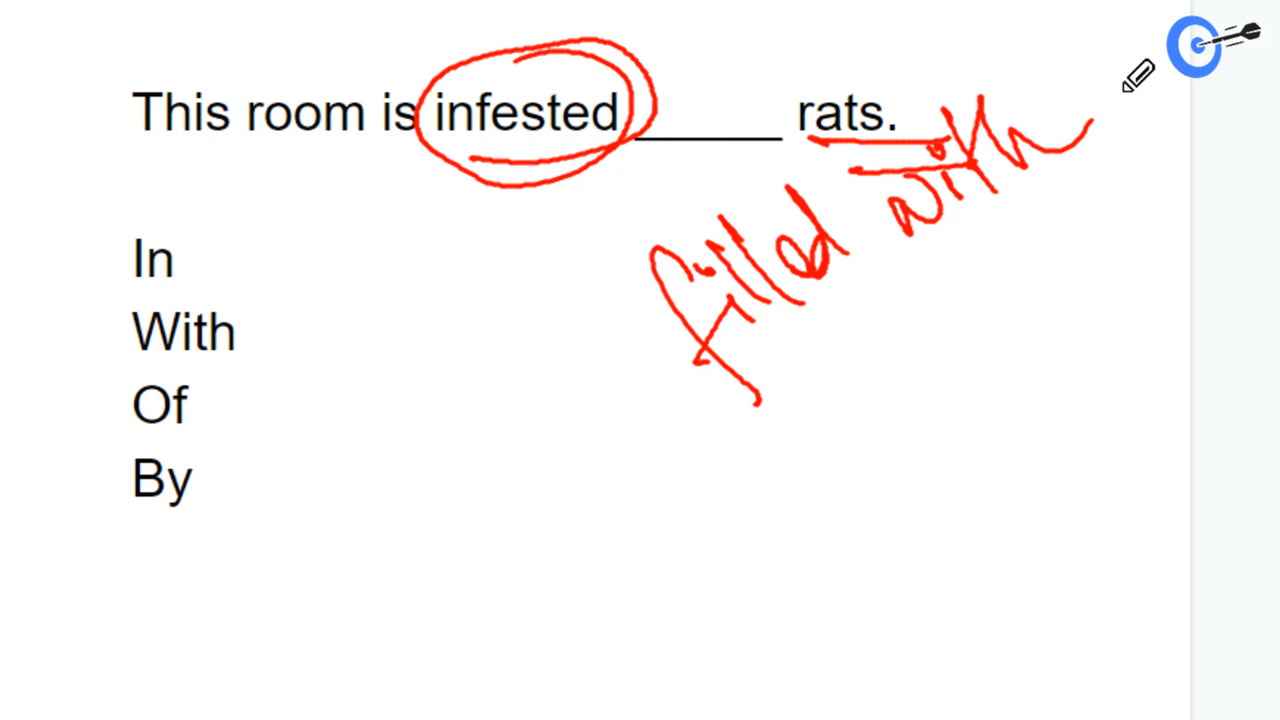 This room is infested ______ rats.
filled with
In
With
Of
By